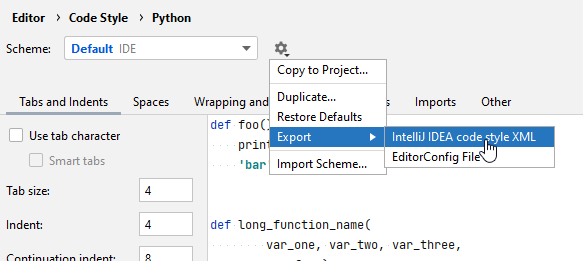 Editor › Code Style › Python
Scheme: Default IDE
Copy to Project...
Duplicate...
Restore Defaults
Export
Import Scheme...
IntelliJ IDEA code style XML
EditorConfig File
Tabs and Indents Spaces Wrapping and Imports Other
Use tab character
Smart tabs
Tab size: 4
Indent: 4
Continuation indent: 8
def foo(
prin
'bar'
def long_function_name(
var_one, var_two, var_three,